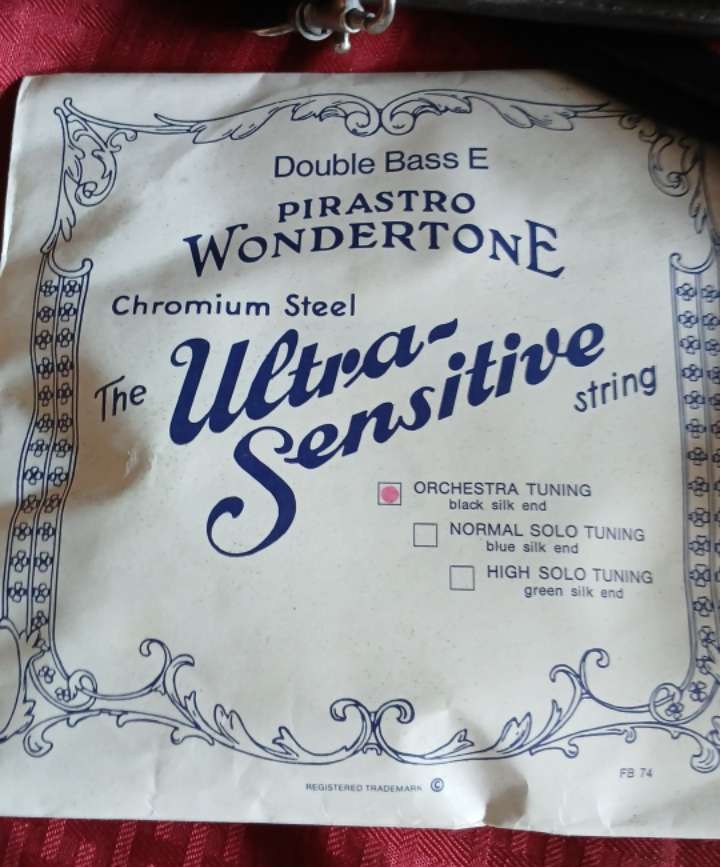 Double Bass E
PIRASTRO
WONDERTONE
Chromium Steel
The Ultra-
Sensitive
string
ORCHESTRA TUNING
black silk end
NORMAL SOLO TUNING
blue silk end
HIGH SOLO TUNING
green silk end
FB 74
REGISTERED TRADEMARK ©